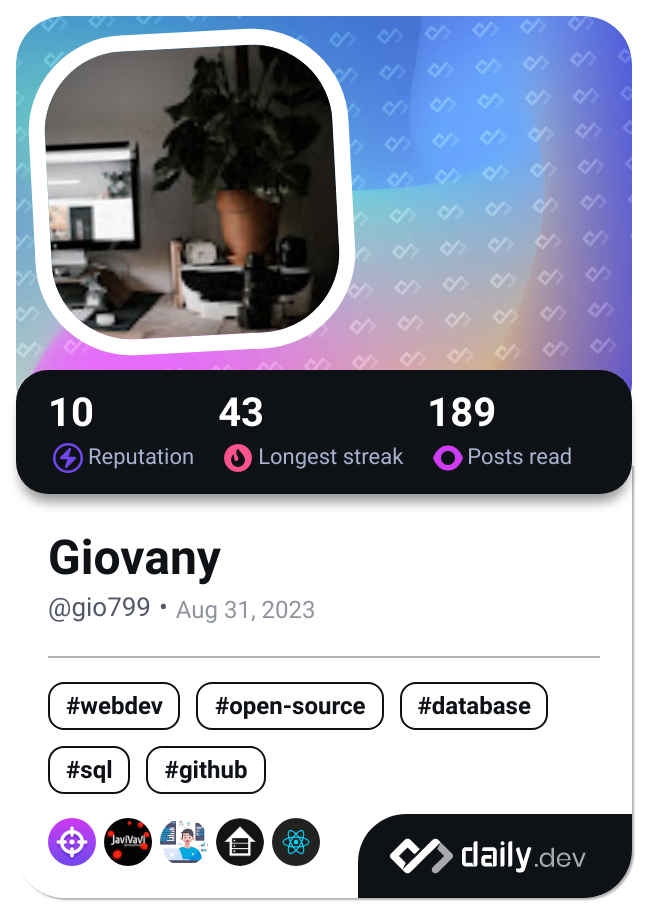 10 43 189
Reputation Longest streak Posts read
Giovany
@gio799 • Aug 31, 2023
#webdev #open-source #database
#sql #github
JaviVavi
daily.dev